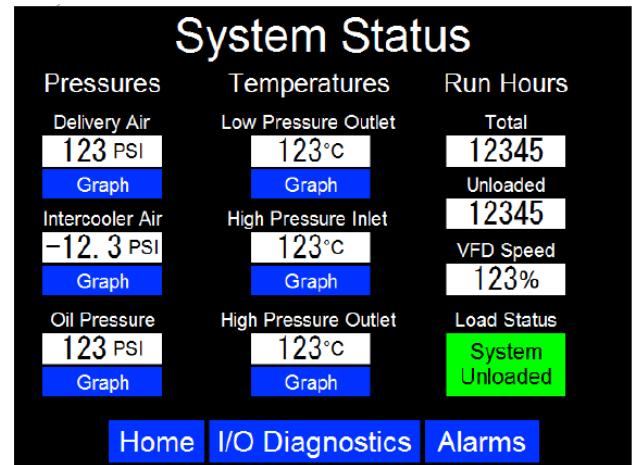 System Status
Pressures Temperatures Run Hours
Delivery Air Low Pressure Outlet Total
123 PSI 123°C 12345
Graph Graph Unloaded
Intercooler Air High Pressure Inlet 12345
-12.3 PSI 123°C VFD Speed
Graph Graph 123%
Oil Pressure High Pressure Outlet Load Status
123 PSI 123°C System
Graph Graph Unloaded
Home I/O Diagnostics Alarms